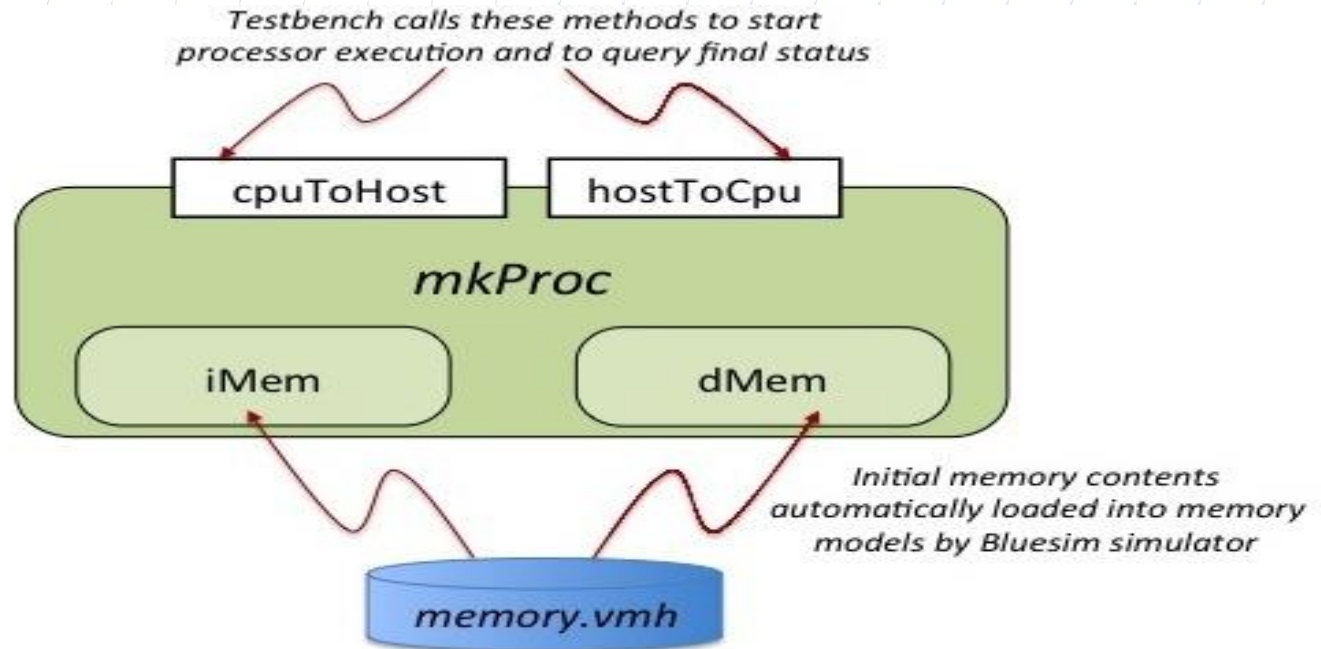 Testbench calls these methods to start
processor execution and to query final status
cpuToHost
hostToCpu
mkProc
iMem
dMem
Initial memory contents
automatically loaded into memory
models by Bluesim simulator
memory.vmh